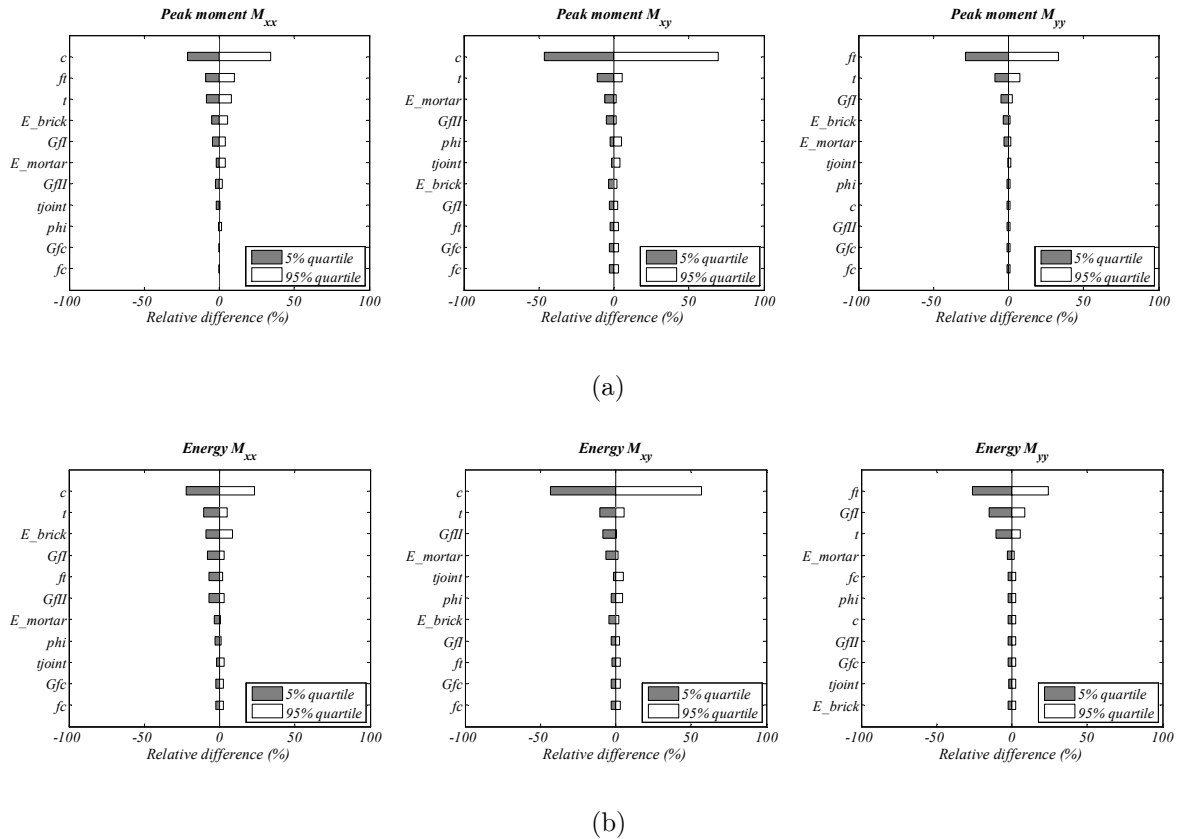 Peak moment Mxx
c
ft
t
E_brick
GfI
E_mortar
GfII
tjoint
phi
Gfc
fc
5% quartile
95% quartile
-100 -50 0 50 100
Relative difference (%)
Peak moment Mxy
c
t
E_mortar
GfII
phi
tjoint
E_brick
GfI
ft
Gfc
fc
5% quartile
95% quartile
-100 -50 0 50 100
Relative difference (%)
Peak moment Myy
ft
t
GfI
E_brick
E_mortar
tjoint
phi
c
GfII
Gfc
fc
5% quartile
95% quartile
-100 -50 0 50 100
Relative difference (%)
(a)
Energy Mxx
c
t
E_brick
GfI
ft
GfII
E_mortar
phi
tjoint
Gfc
fc
5% quartile
95% quartile
-100 -50 0 50 100
Relative difference (%)
Energy Mxy
c
t
GfII
E_mortar
tjoint
phi
E_brick
GfI
ft
Gfc
fc
5% quartile
95% quartile
-100 -50 0 50 100
Relative difference (%)
Energy Myy
ft
GfI
t
E_mortar
fc
phi
c
GfII
Gfc
tjoint
E_brick
5% quartile
95% quartile
-100 -50 0 50 100
Relative difference (%)
(b)